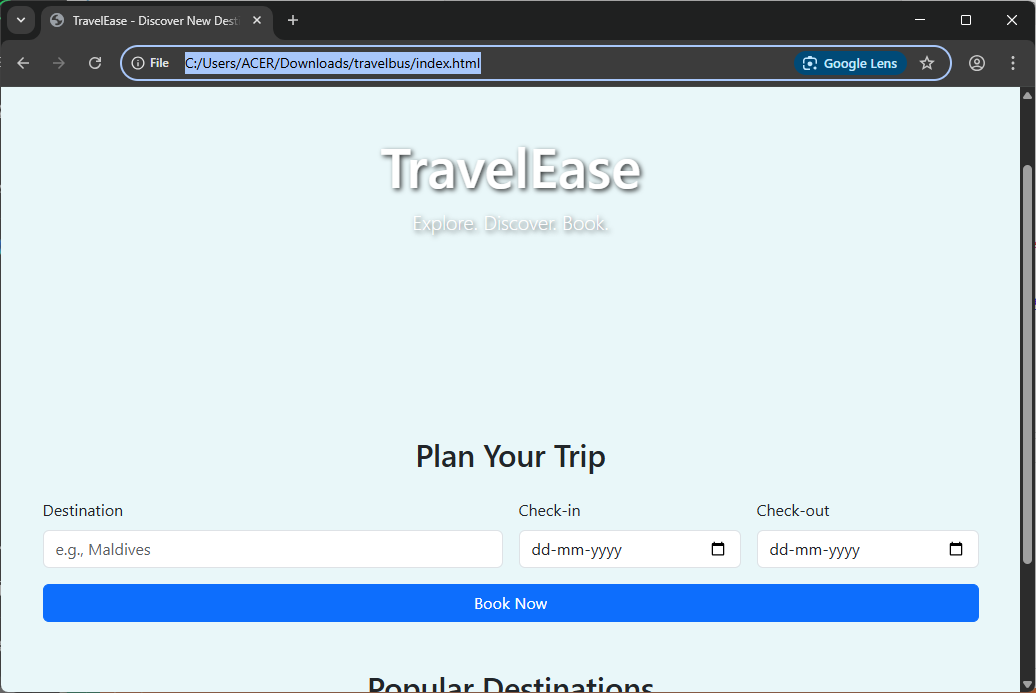 TravelEase - Discover New Desti
File C:/Users/ACER/Downloads/travelbus/index.html Google Lens
TravelEase
Explore. Discover. Book.
Plan Your Trip
Destination Check-in Check-out
e.g., Maldives dd-mm-yyyy dd-mm-yyyy
Book Now
Popular Destinations